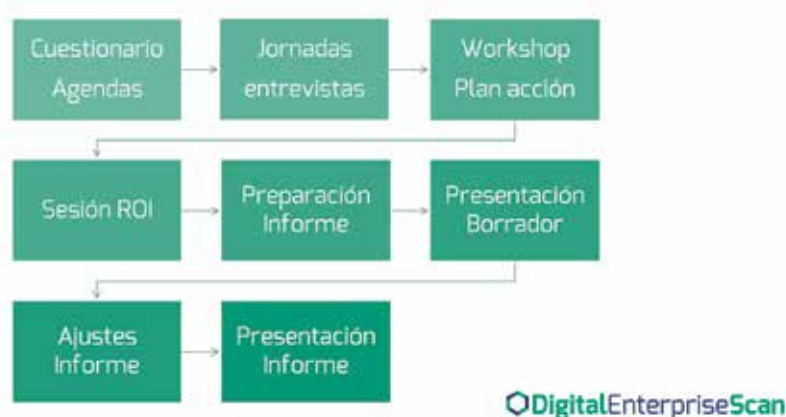 Cuestionario
Agendas
Jornadas
entrevistas
Workshop
Plan acción
Sesión ROI
Preparación
Informe
Presentación
Borrador
Ajustes
Informe
Presentación
Informe
DigitalEnterpriseScan